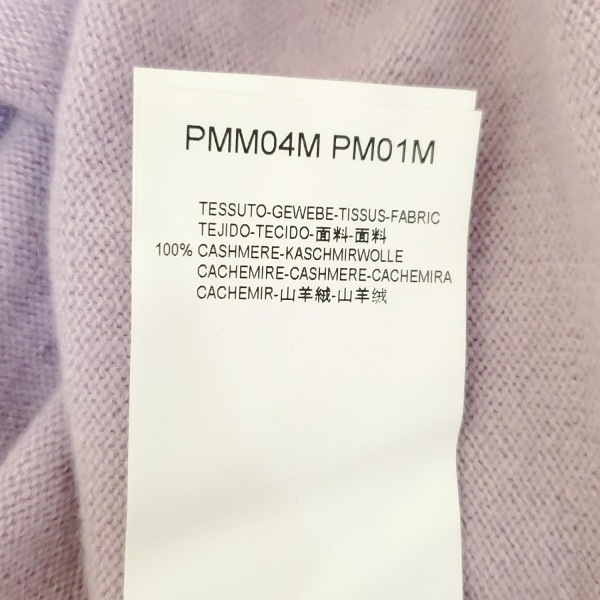 PMM04M PM01M
TESSUTO-GEWEBE-TISSUS-FABRIC
TEJIDO-TECIDO-面料-面料
100% CASHMERE-KASCHMIRWOLLE
CACHEMIRE-CASHMERE-CACHEMIRA
CACHEMIR-山羊絨-山羊绒